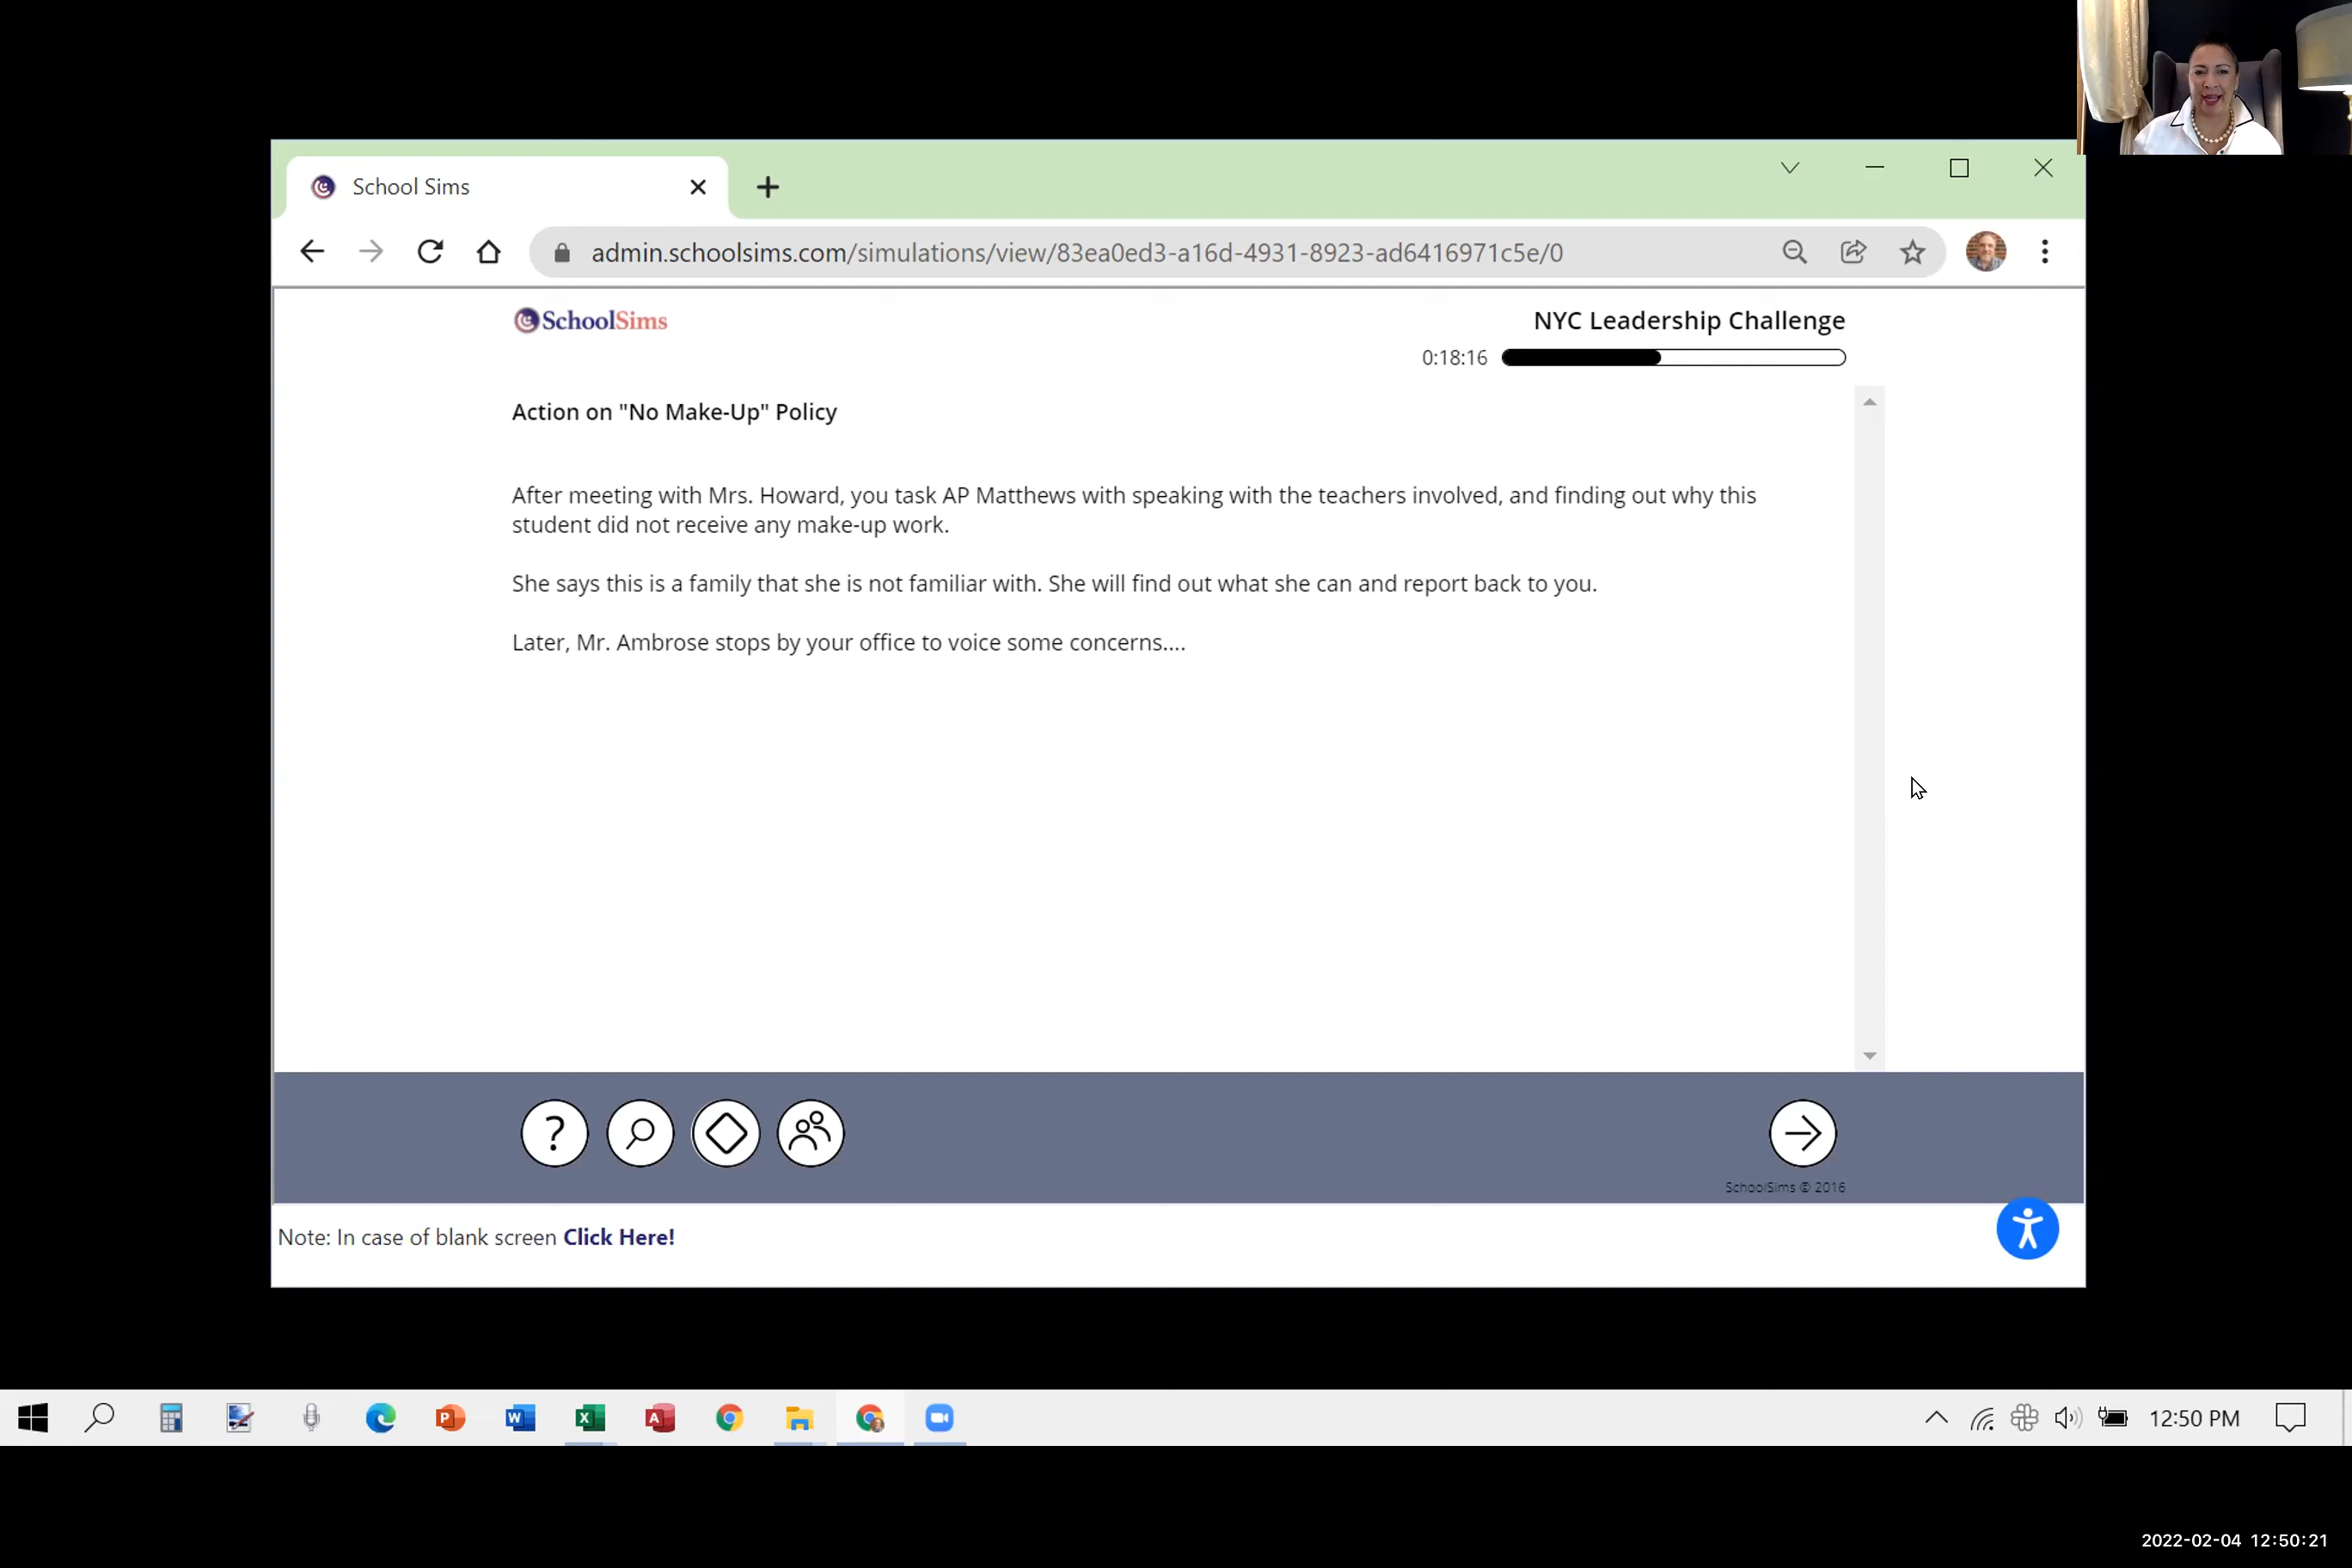 School Sims
admin.schoolsims.com/simulations/view/83ea0ed3-a16d-4931-8923-ad6416971c5e/0
SchoolSims
NYC Leadership Challenge
0:18:16
Action on "No Make-Up" Policy
After meeting with Mrs. Howard, you task AP Matthews with speaking with the teachers involved, and finding out why this
student did not receive any make-up work.
She says this is a family that she is not familiar with. She will find out what she can and report back to you.
Later, Mr. Ambrose stops by your office to voice some concerns....
?
SchoolSims © 2016
Note: In case of blank screen Click Here!
12:50 PM
2022-02-04 12:50:21